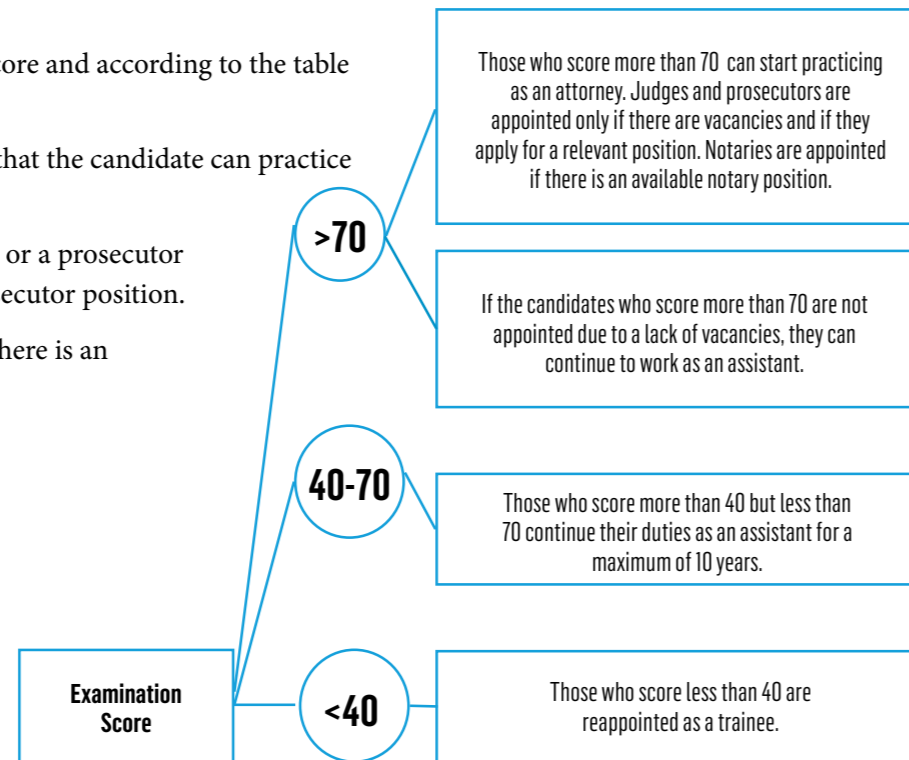 core and according to the table
that the candidate can practice
or a prosecutor
secutor position.
here is an
Those who score more than 70 can start practicing
as an attorney. Judges and prosecutors are
appointed only if there are vacancies and if they
apply for a relevant position. Notaries are appointed
if there is an available notary position.
>70
If the candidates who score more than 70 are not
appointed due to a lack of vacancies, they can
continue to work as an assistant.
40-70
Those who score more than 40 but less than
70 continue their duties as an assistant for a
maximum of 10 years.
Examination
Score
<40
Those who score less than 40 are
reappointed as a trainee.